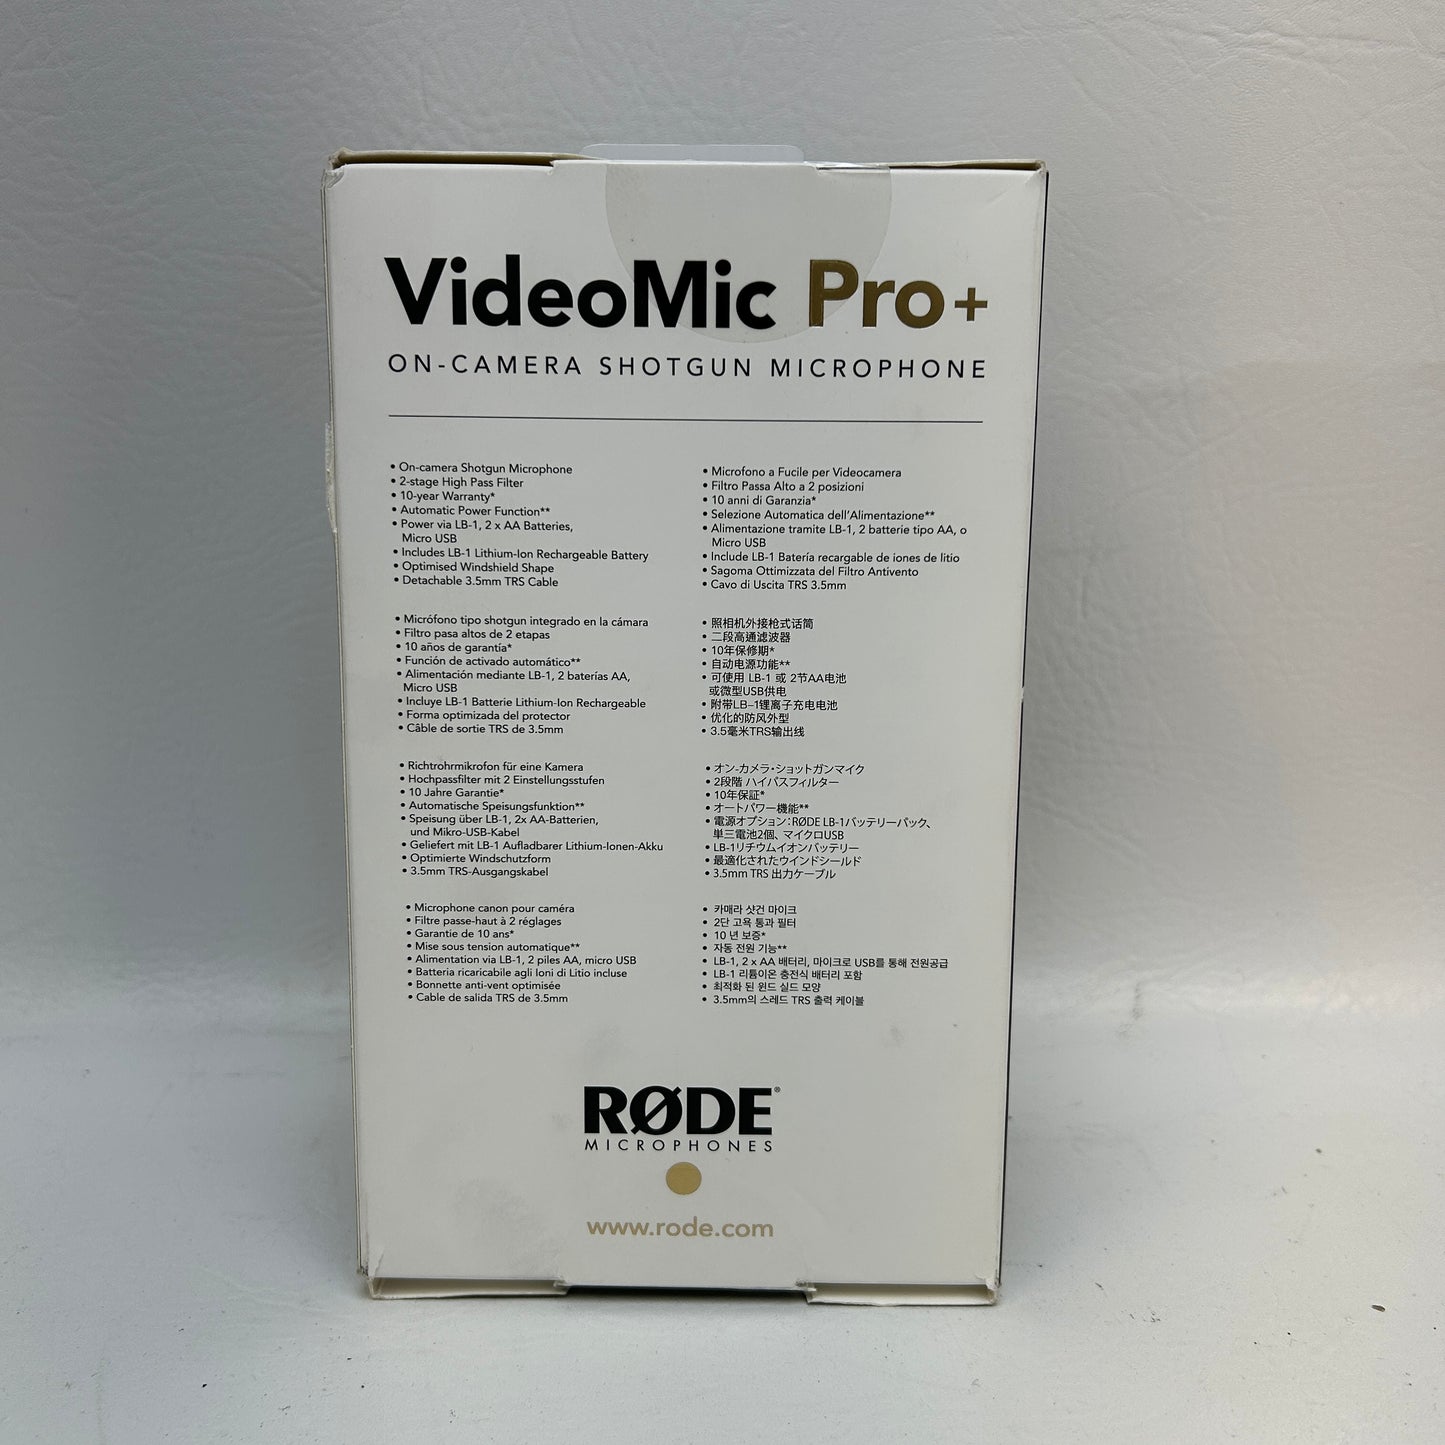 VideoMic Pro+
ON-CAMERA SHOTGUN MICROPHONE
• On-camera Shotgun Microphone
• 2-stage High Pass Filter
• 10-year Warranty*
• Automatic Power Function**
• Power via LB-1, 2 x AA Batteries,
Micro USB
• Includes LB-1 Lithium-Ion Rechargeable Battery
• Optimised Windshield Shape
• Detachable 3.5mm TRS Cable
• Microfono a Fucile per Videocamera
• Filtro Passa Alto a 2 posizioni
• 10 anni di Garanzia*
• Selezione Automatica dell'Alimentazione**
• Alimentazione tramite LB-1, 2 batterie tipo AA, o
Micro USB
• Include LB-1 Batería recargable de iones de litio
• Sagoma Ottimizzata del Filtro Antivento
• Cavo di Uscita TRS 3.5mm
• Micrófono tipo shotgun integrado en la cámara
• Filtro pasa altos de 2 etapas
• 10 años de garantía*
• Función de activado automático**
• Alimentación mediante LB-1, 2 baterías AA,
Micro USB
• Incluye LB-1 Batterie Lithium-Ion Rechargeable
• Forma optimizada del protector
• Câble de sortie TRS de 3.5mm
• 照相机外接枪式话筒
• 二段高通滤波器
• 10年保修期*
• 自动电源功能**
• 可使用 LB-1 或 2节AA电池
或微型USB供电
• 附带LB-1锂离子充电电池
• 优化的防风外型
• 3.5毫米TRS输出线
• Richtrohrmikrofon für eine Kamera
• Hochpassfilter mit 2 Einstellungsstufen
• 10 Jahre Garantie*
• Automatische Speisungsfunktion**
• Speisung über LB-1, 2x AA-Batterien,
und Mikro-USB-Kabel
• Geliefert mit LB-1 Aufladbarer Lithium-Ionen-Akku
• Optimierte Windschutzform
• 3.5mm TRS-Ausgangskabel
• オン-カメラ・ショットガンマイク
• 2段階 ハイパスフィルター
• 10年保証*
• オートパワー機能**
• 電源オプション：RØDE LB-1バッテリーパック、
単三電池2個、マイクロUSB
• LB-1リチウムイオンバッテリー
• 最適化されたウインドシールド
• 3.5mm TRS 出力ケーブル
• Microphone canon pour caméra
• Filtre passe-haut à 2 réglages
• Garantie de 10 ans*
• Mise sous tension automatique**
• Alimentation via LB-1, 2 piles AA, micro USB
• Batteria ricaricabile agli Ioni di Litio incluse
• Bonnette anti-vent optimisée
• Cable de salida TRS de 3.5mm
• 카매라 샷건 마이크
• 2단 고욕 통과 필터
• 10 년 보증*
• 자동 전원 기능**
• LB-1, 2 x AA 배터리, 마이크로 USB를 통해 전원공급
• LB-1 리튬이온 충전식 배터리 포함
• 최적화 된 윈드 실드 모양
• 3.5mm의 스레드 TRS 출력 케이블
RØDE®
MICROPHONES
www.rode.com